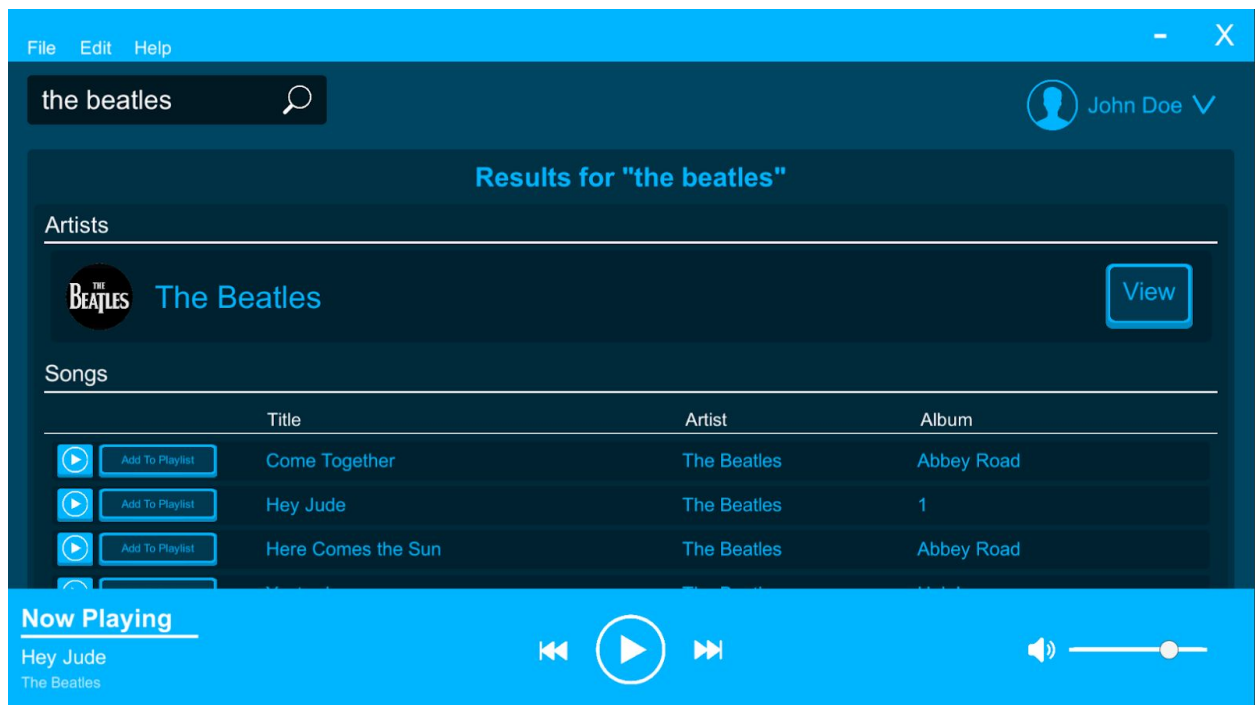 File Edit Help - X
the beatles
John Doe
Results for "the beatles"
Artists
THE BEATLES The Beatles View
Songs
Title Artist Album
Add To Playlist Come Together The Beatles Abbey Road
Add To Playlist Hey Jude The Beatles 1
Add To Playlist Here Comes the Sun The Beatles Abbey Road
Now Playing
Hey Jude
The Beatles